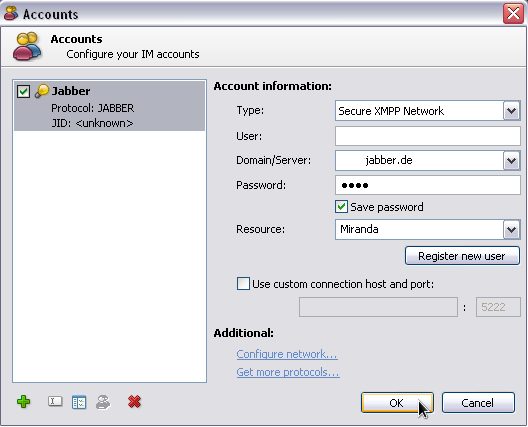 Accounts
Accounts
Configure your IM accounts
Jabber
Protocol: JABBER
JID: <unknown>
Account information:
Type: Secure XMPP Network
User:
Domain/Server: jabber.de
Password: ●●●●
Save password
Resource: Miranda
Register new user
Use custom connection host and port:
: 5222
Additional:
Configure network...
Get more protocols...
OK Cancel